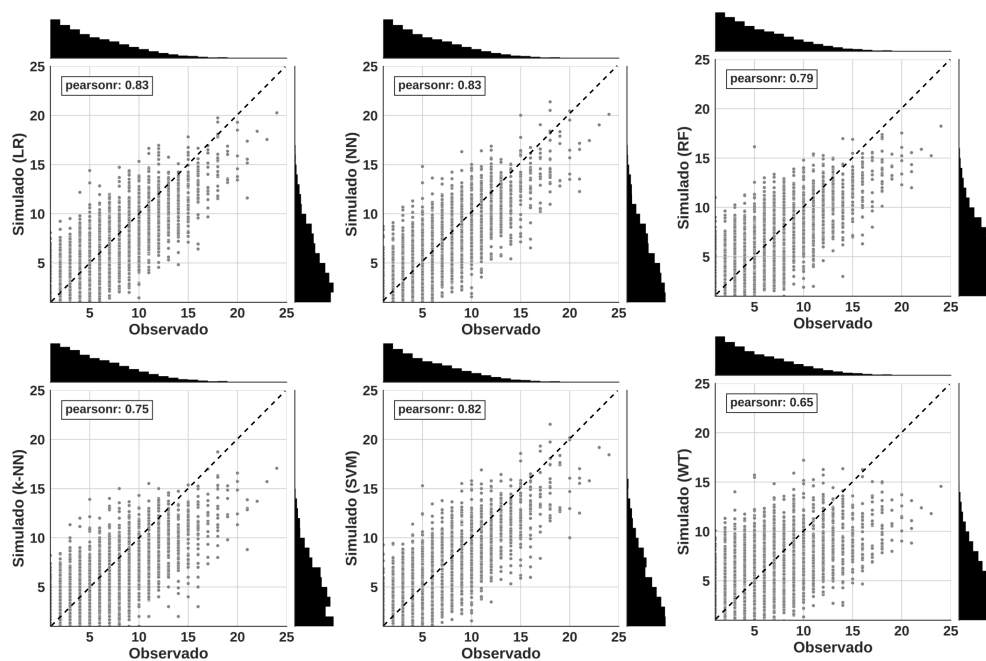 25
20
15
10
5
Simulado (LR)
pearsonr: 0.83
5 10 15 20 25
Observado
25
20
15
10
5
Simulado (NN)
pearsonr: 0.83
5 10 15 20 25
Observado
25
20
15
10
5
Simulado (RF)
pearsonr: 0.79
5 10 15 20 25
Observado
25
20
15
10
5
Simulado (k-NN)
pearsonr: 0.75
5 10 15 20 25
Observado
25
20
15
10
5
Simulado (SVM)
pearsonr: 0.82
5 10 15 20 25
Observado
25
20
15
10
5
Simulado (WT)
pearsonr: 0.65
5 10 15 20 25
Observado